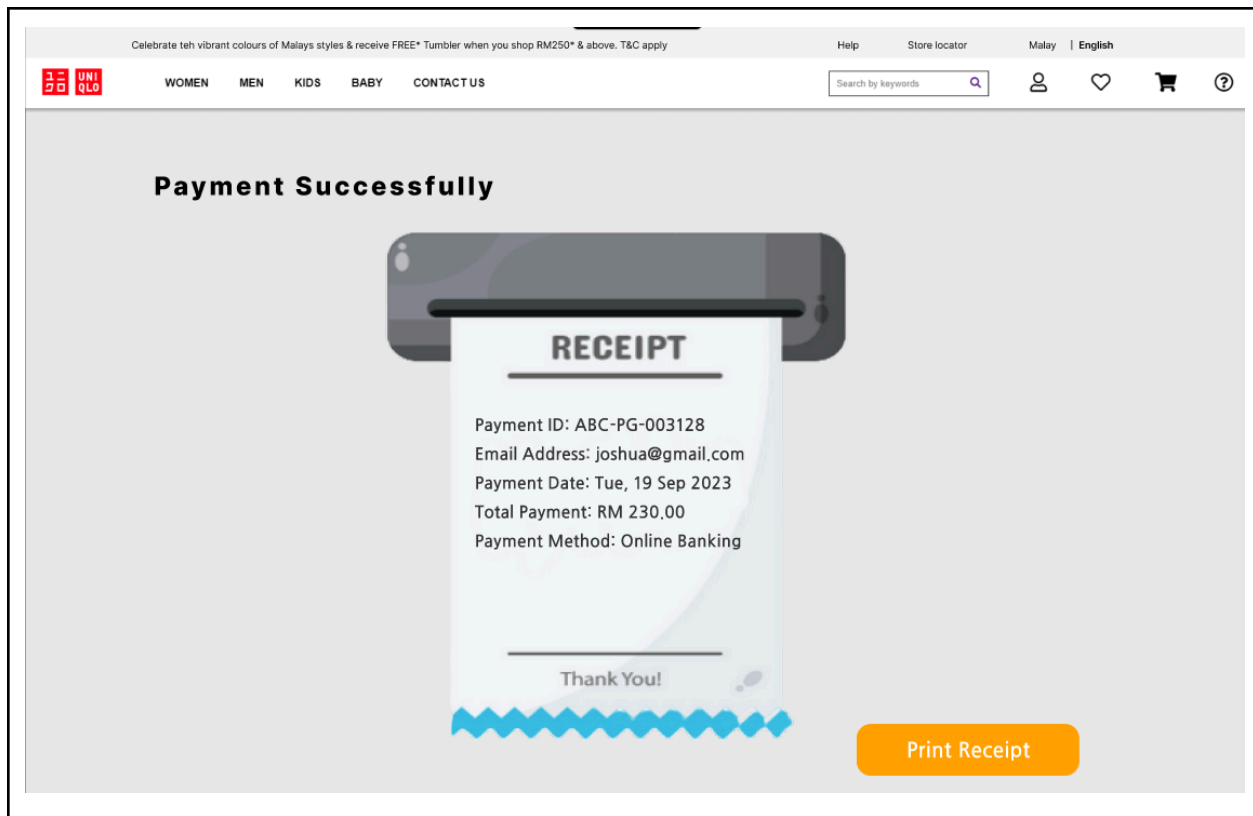 Celebrate teh vibrant colours of Malays styles & receive FREE* Tumbler when you shop RM250* & above. T&C apply Help Store locator Malay | English
ユニ UNI
クロ QLO
WOMEN MEN KIDS BABY CONTACT US Search by keywords
Payment Successfully
RECEIPT
Payment ID: ABC-PG-003128
Email Address: joshua@gmail.com
Payment Date: Tue, 19 Sep 2023
Total Payment: RM 230.00
Payment Method: Online Banking
Thank You!
Print Receipt